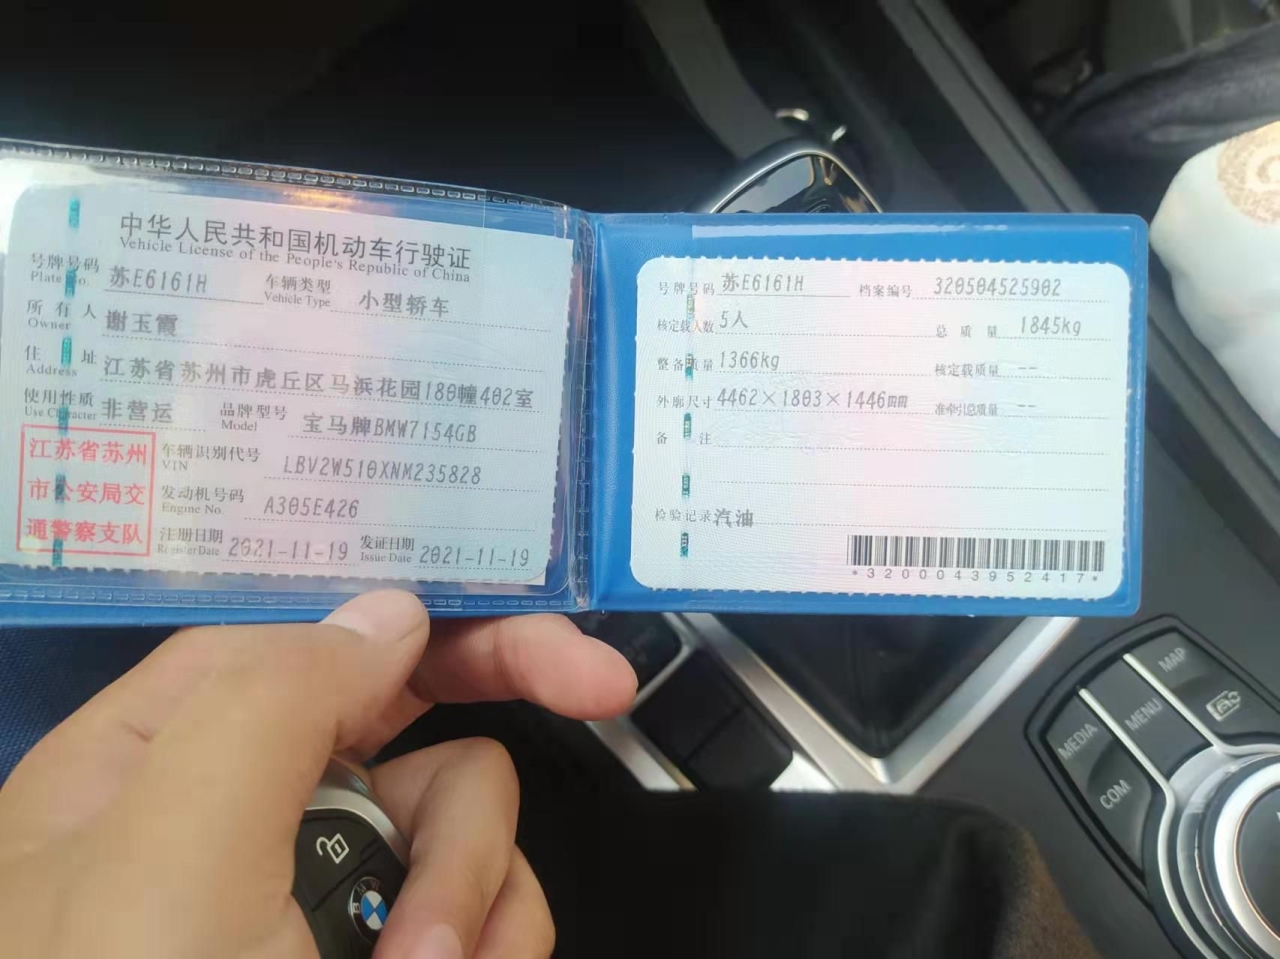 中华人民共和国机动车行驶证
Vehicle License of the People's Republic of China
号牌号码 苏E6161H 车辆类型 小型轿车
Plate No. Vehicle Type
所有人 谢玉霞
Owner
住址 江苏省苏州市虎丘区马浜花园180幢402室
Address
使用性质 非营运 品牌型号 宝马牌BMW7154GB
Use Character Model
江苏省苏州
市公安局交
通警察支队
车辆识别代号 LBV2W510XNM235828
VIN
发动机号码 A305E426
Engine No.
注册日期 2021-11-19 发证日期 2021-11-19
Register Date Issue Date
号牌号码 苏E6161H 档案编号 320504525902
核定载人数 5人 总质量 1845kg
整备质量 1366kg 核定载质量 --
外廓尺寸 4462×1803×1446mm 准牵引总质量 --
备注
检验记录 汽油
*3200043952417*
MAP
MENU
MEDIA
COM
BMW